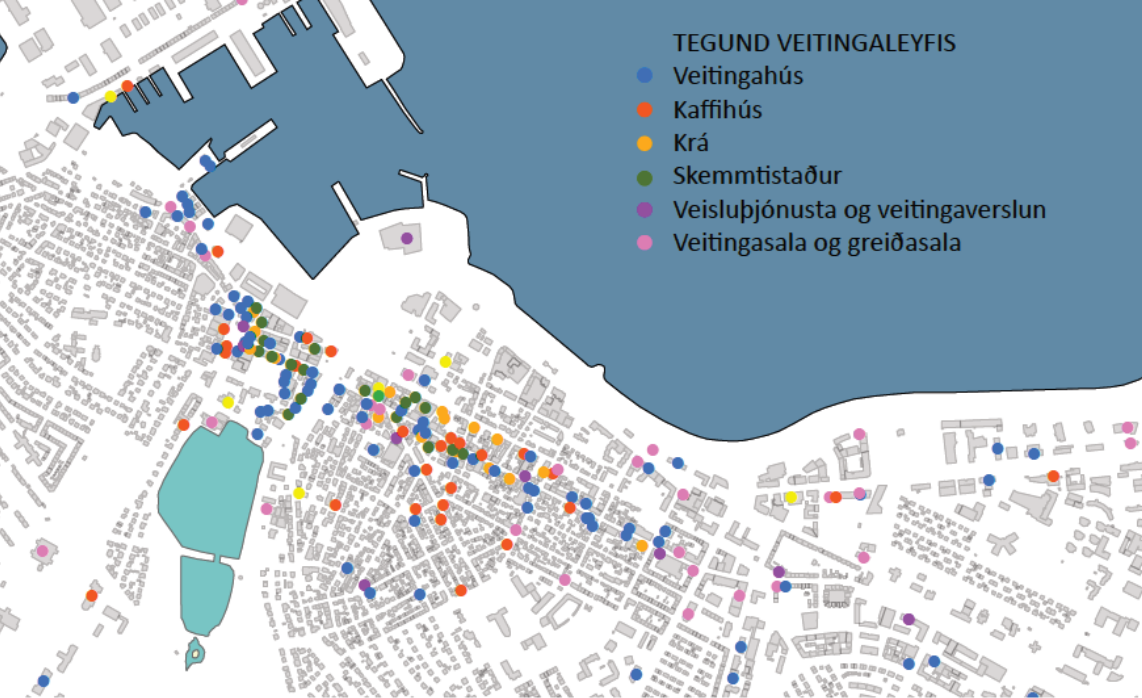 TEGUND VEITINGALEYFIS
Veitingahús
Kaffihús
Krá
Skemmtistaður
Veisluþjónusta og veitingaverslun
Veitingasala og greiðasala